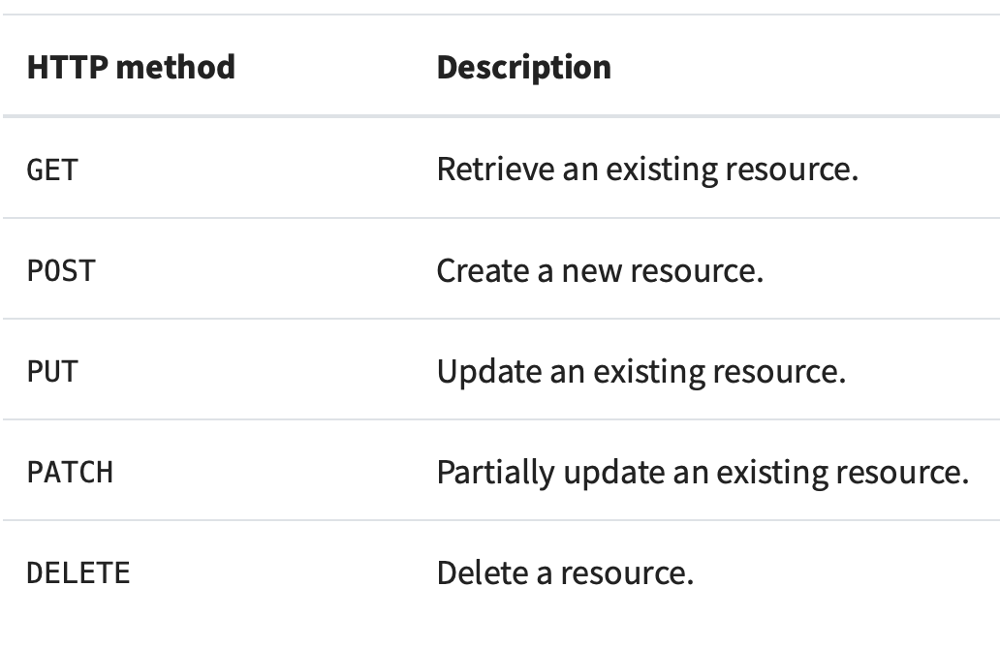 HTTP method Description
GET Retrieve an existing resource.
POST Create a new resource.
PUT Update an existing resource.
PATCH Partially update an existing resource.
DELETE Delete a resource.